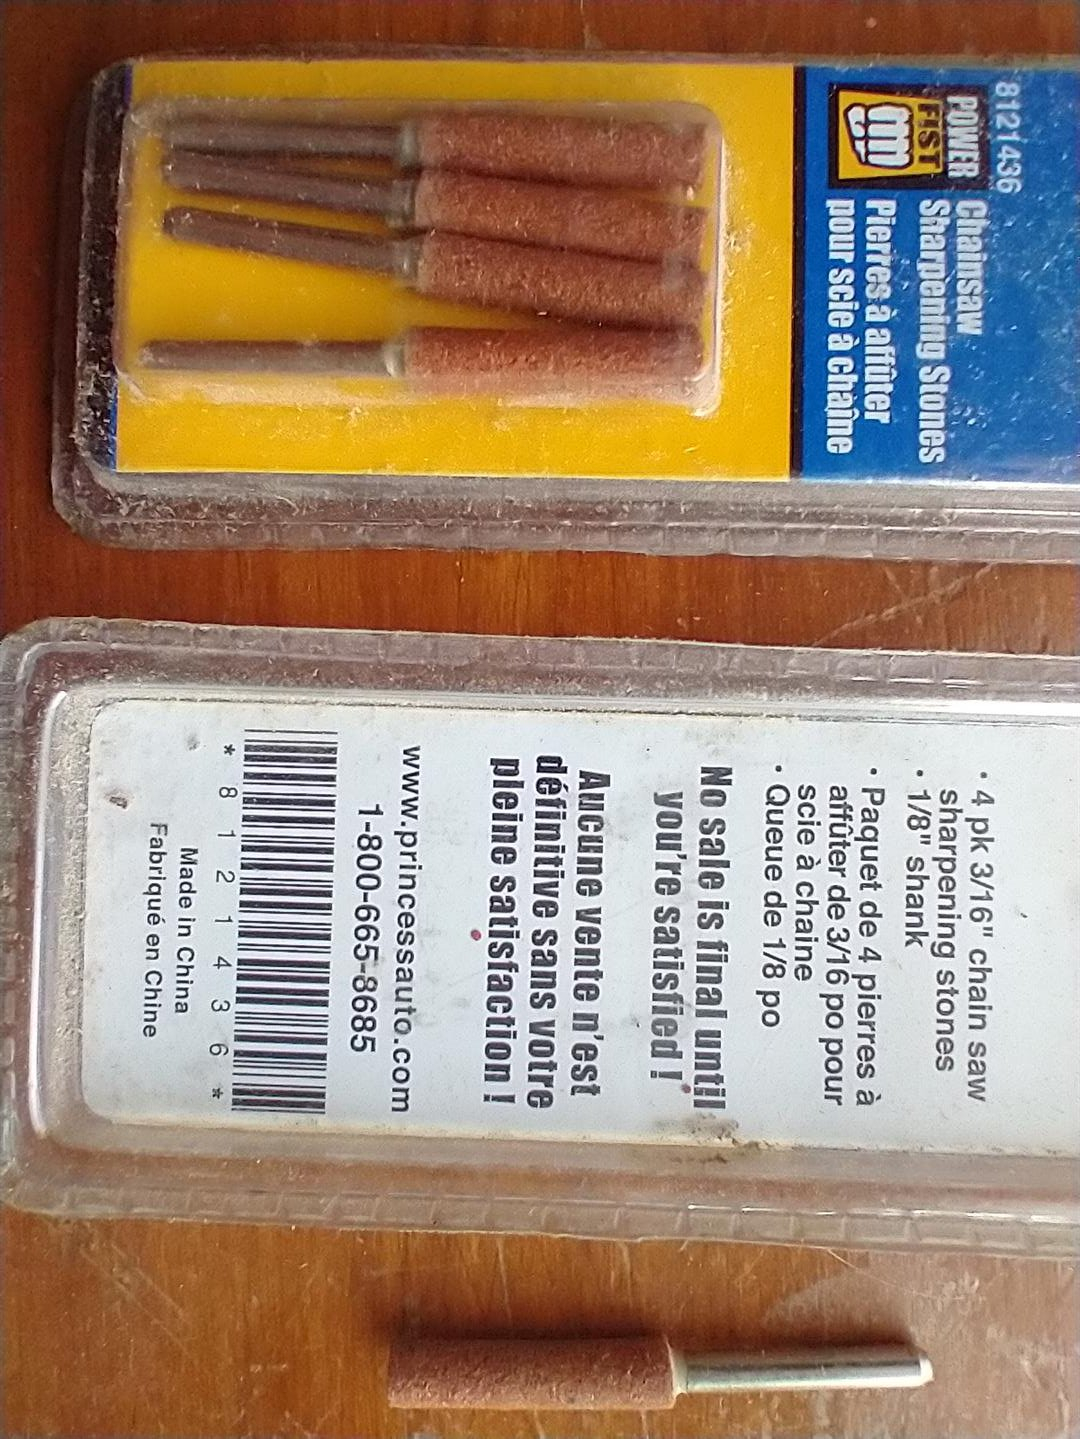 8121436
POWER
FIST
Chainsaw
Sharpening Stones
Pierres à affûter
pour scie à chaîne
• 4 pk 3/16" chain saw
sharpening stones
• 1/8" shank
• Paquet de 4 pierres à
affûter de 3/16 po pour
scie à chaine
• Queue de 1/8 po
No sale is final until
you're satisfied !
Aucune vente n'est
définitive sans votre
pleine satisfaction !
www.princessauto.com
1-800-665-8685
* 8 1 2 1 4 3 6 *
Made in China
Fabriqué en Chine